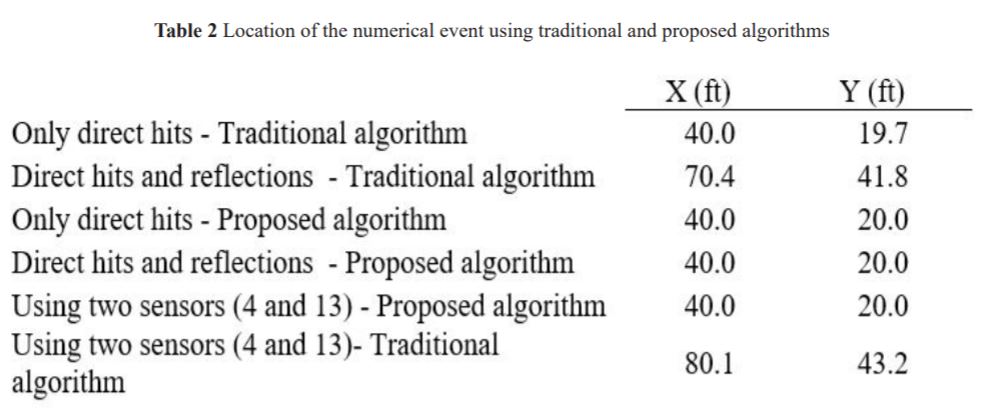 Table 2 Location of the numerical event using traditional and proposed algorithms
X (ft) Y (ft)
Only direct hits - Traditional algorithm 40.0 19.7
Direct hits and reflections - Traditional algorithm 70.4 41.8
Only direct hits - Proposed algorithm 40.0 20.0
Direct hits and reflections - Proposed algorithm 40.0 20.0
Using two sensors (4 and 13) - Proposed algorithm 40.0 20.0
Using two sensors (4 and 13)- Traditional
algorithm 80.1 43.2